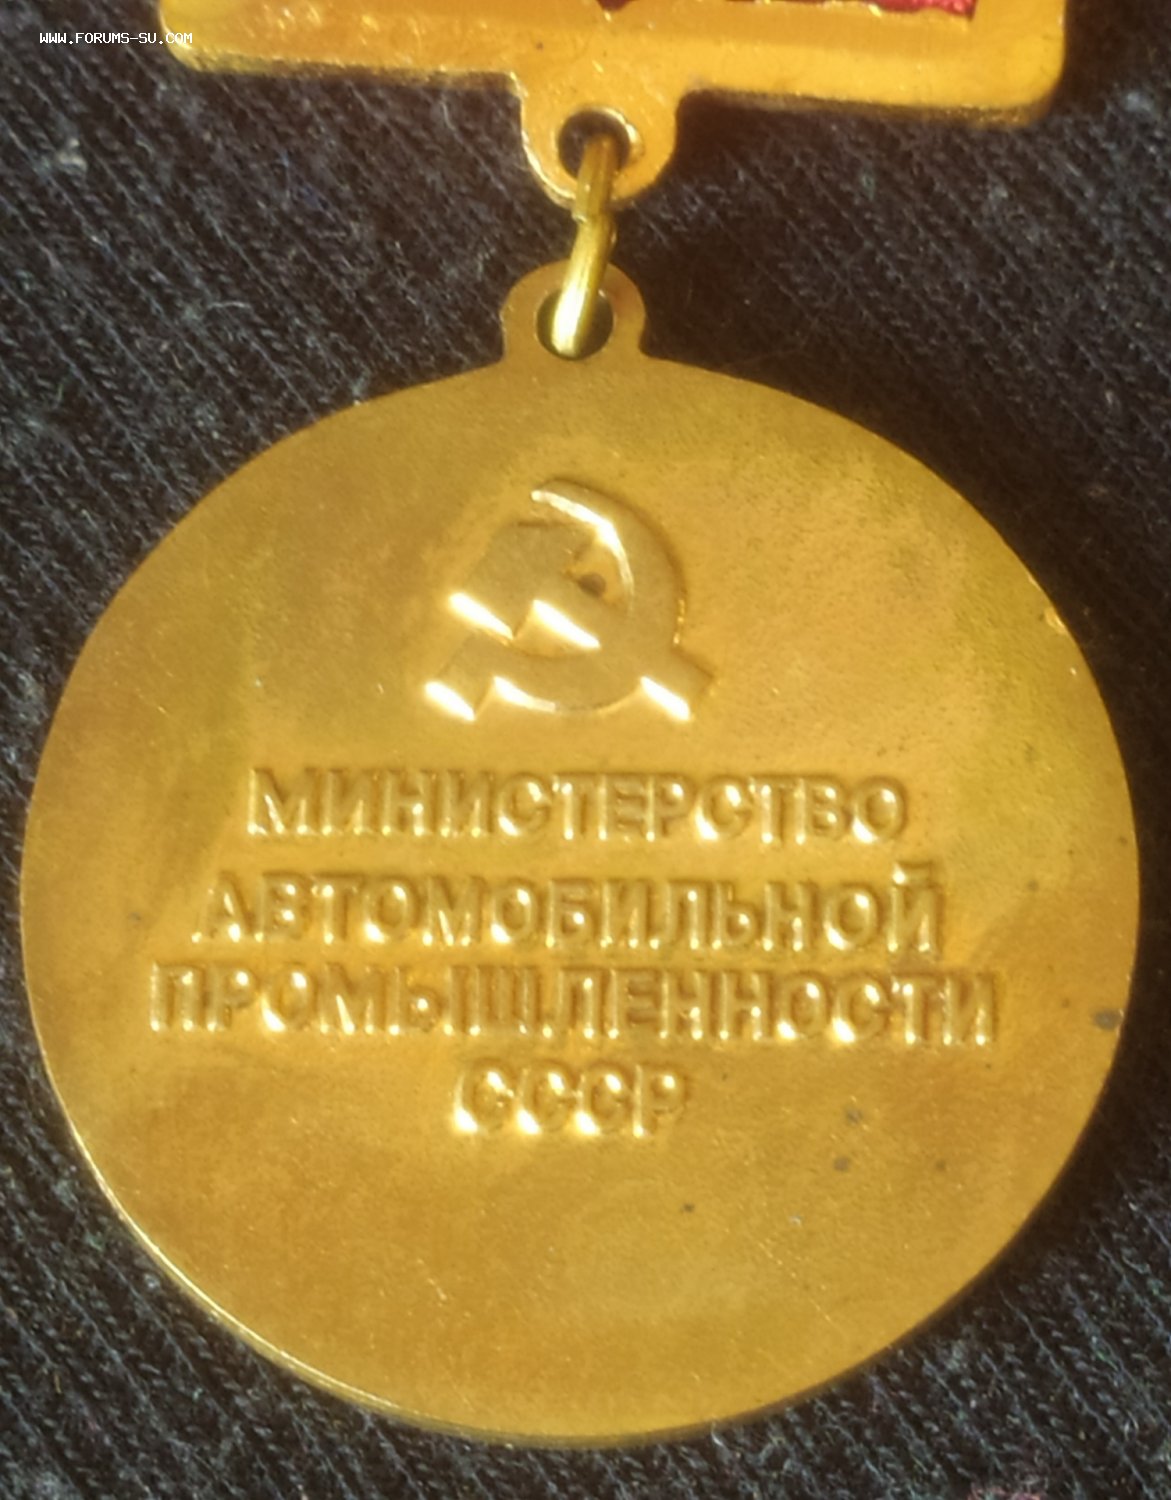 WWW.FORUMS-SU.COM
МИНИСТЕРСТВО
АВТОМОБИЛЬНОЙ
ПРОМЫШЛЕННОСТИ
СССР